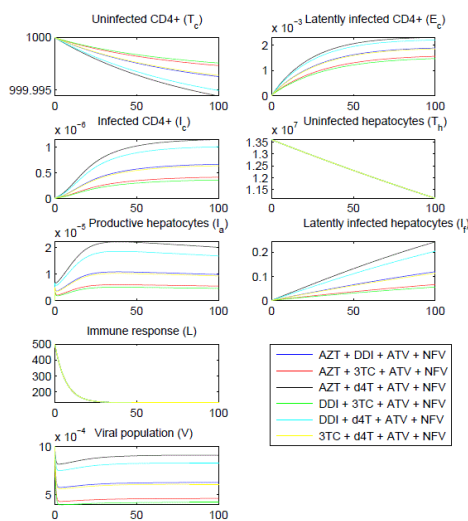 Uninfected CD4+ (T_c)
1000
999.995
0 50 100
Latently infected CD4+ (E_c)
x 10^-3
2
1
0
0 50 100
Infected CD4+ (I_c)
x 10^-6
1
0.5
0
0 50 100
Uninfected hepatocytes (T_h)
x 10^7
1.35
1.3
1.25
1.2
1.15
0 50 100
Productive hepatocytes (I_a)
x 10^-5
2
1
0
0 50 100
Latently infected hepatocytes (I_f)
0.2
0.1
0
0 50 100
Immune response (L)
500
400
300
200
0 50 100
Viral population (V)
x 10^-4
8
6
4
0 50 100
AZT + DDI + ATV + NFV
AZT + 3TC + ATV + NFV
AZT + d4T + ATV + NFV
DDI + 3TC + ATV + NFV
DDI + d4T + ATV + NFV
3TC + d4T + ATV + NFV